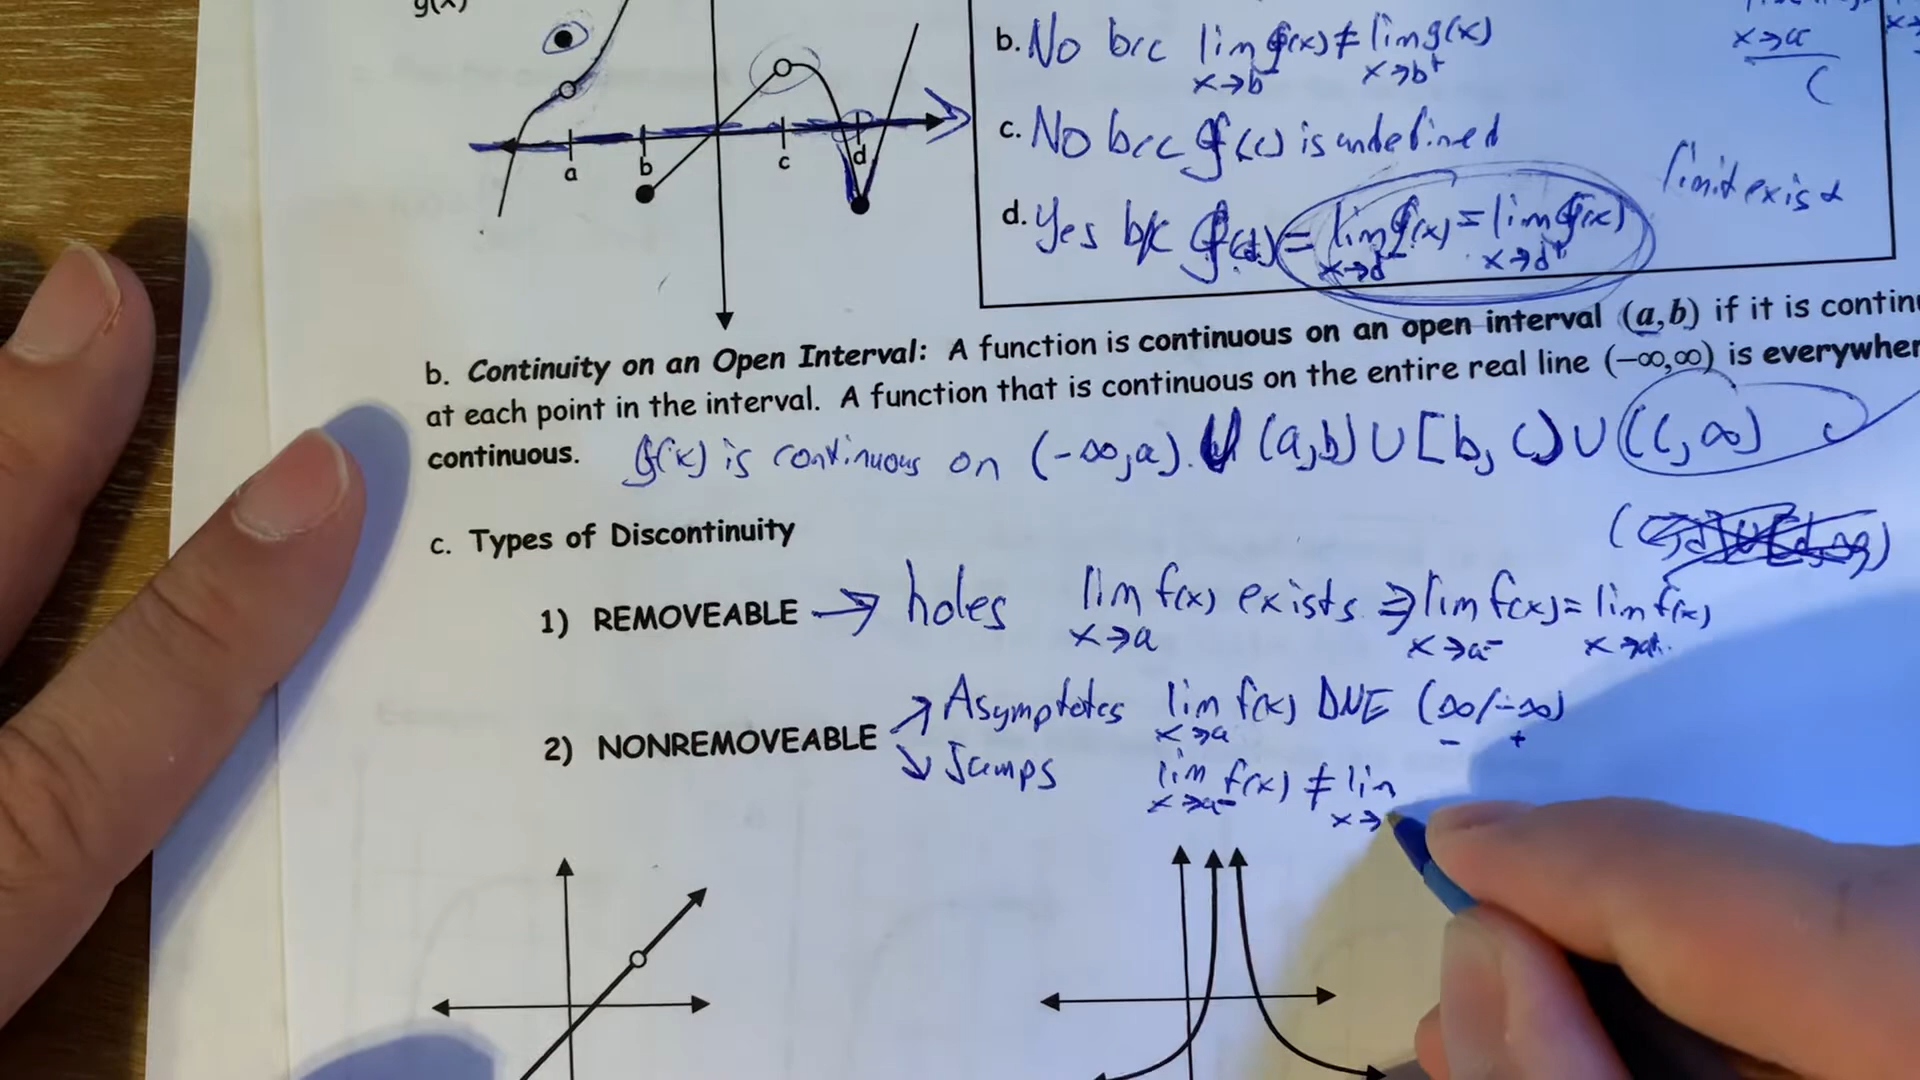 g(x)
a
b
c
d
b. No b/c lim g(x) ≠ lim g(x)
x→b⁻ x→b⁺
x→a
c. No b/c g(c) is undefined
limit exist
d. Yes b/c g(d) = lim g(x) = lim g(x)
x→d⁻ x→d⁺
b. Continuity on an Open Interval: A function is continuous on an open interval (a,b) if it is contin
at each point in the interval. A function that is continuous on the entire real line (−∞,∞) is everywher
continuous. g(x) is continuous on (-∞,a) U (a,b) U [b, c) U (c,∞)
c. Types of Discontinuity
1) REMOVEABLE → holes lim f(x) exists ⇒ lim f(x) = lim f(x)
x→a x→a⁻ x→a⁺
2) NONREMOVEABLE ↗ Asymptotes lim f(x) DNE (∞/-∞)
x→a - +
↘ Jumps lim f(x) ≠ lim
x→a⁻ x→